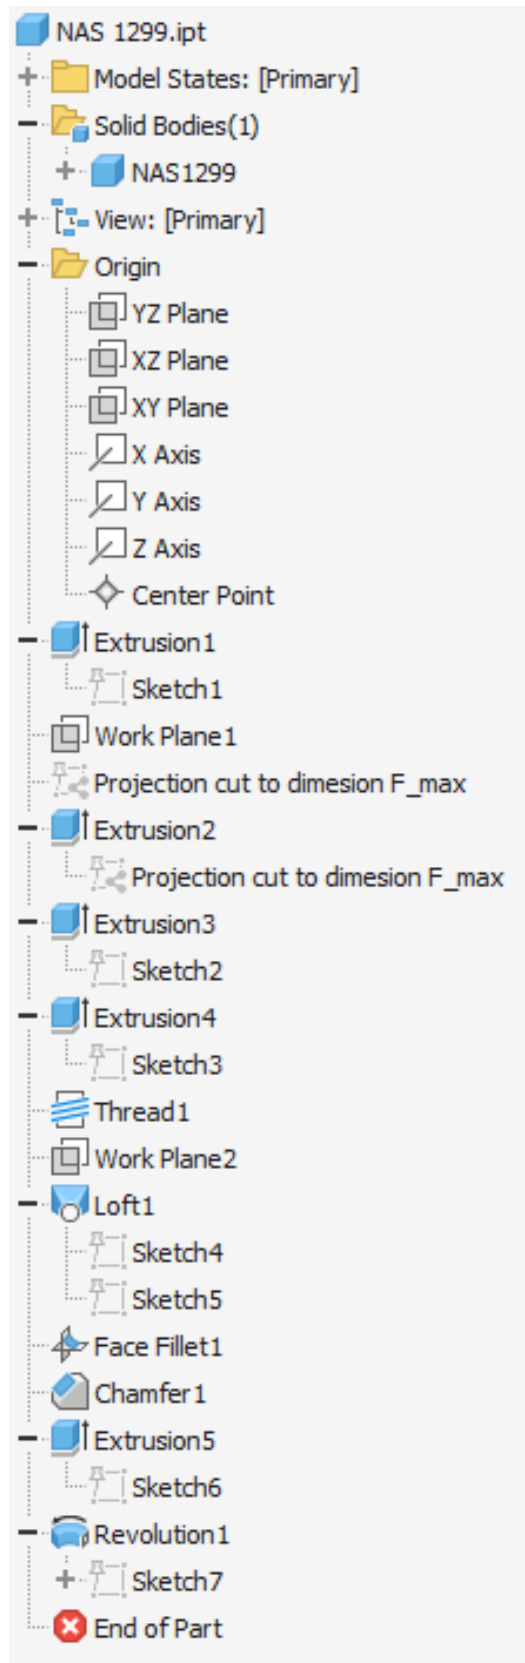 NAS 1299.ipt
Model States: [Primary]
Solid Bodies(1)
NAS1299
View: [Primary]
Origin
YZ Plane
XZ Plane
XY Plane
X Axis
Y Axis
Z Axis
Center Point
Extrusion1
Sketch1
Work Plane1
Projection cut to dimesion F_max
Extrusion2
Projection cut to dimesion F_max
Extrusion3
Sketch2
Extrusion4
Sketch3
Thread1
Work Plane2
Loft1
Sketch4
Sketch5
Face Fillet1
Chamfer1
Extrusion5
Sketch6
Revolution1
Sketch7
End of Part